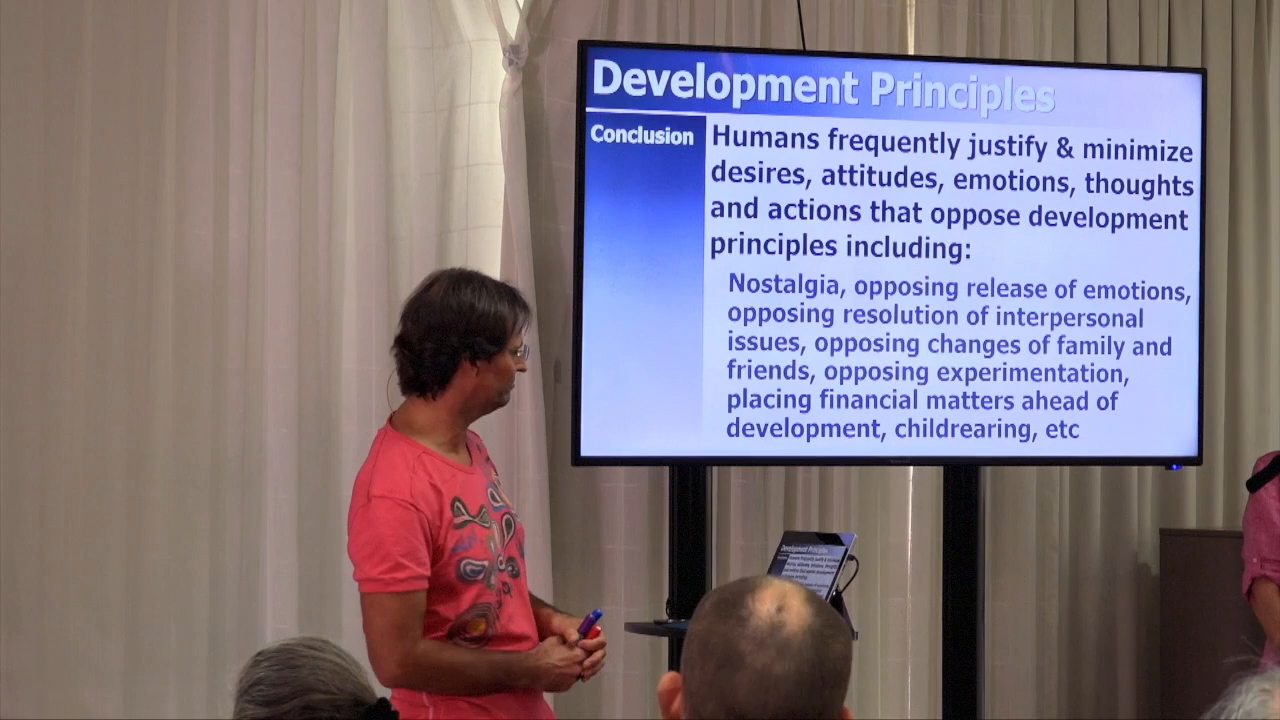 Development Principles
Conclusion
Humans frequently justify & minimize
desires, attitudes, emotions, thoughts
and actions that oppose development
principles including:
Nostalgia, opposing release of emotions,
opposing resolution of interpersonal
issues, opposing changes of family and
friends, opposing experimentation,
placing financial matters ahead of
development, childrearing, etc
Development Principles